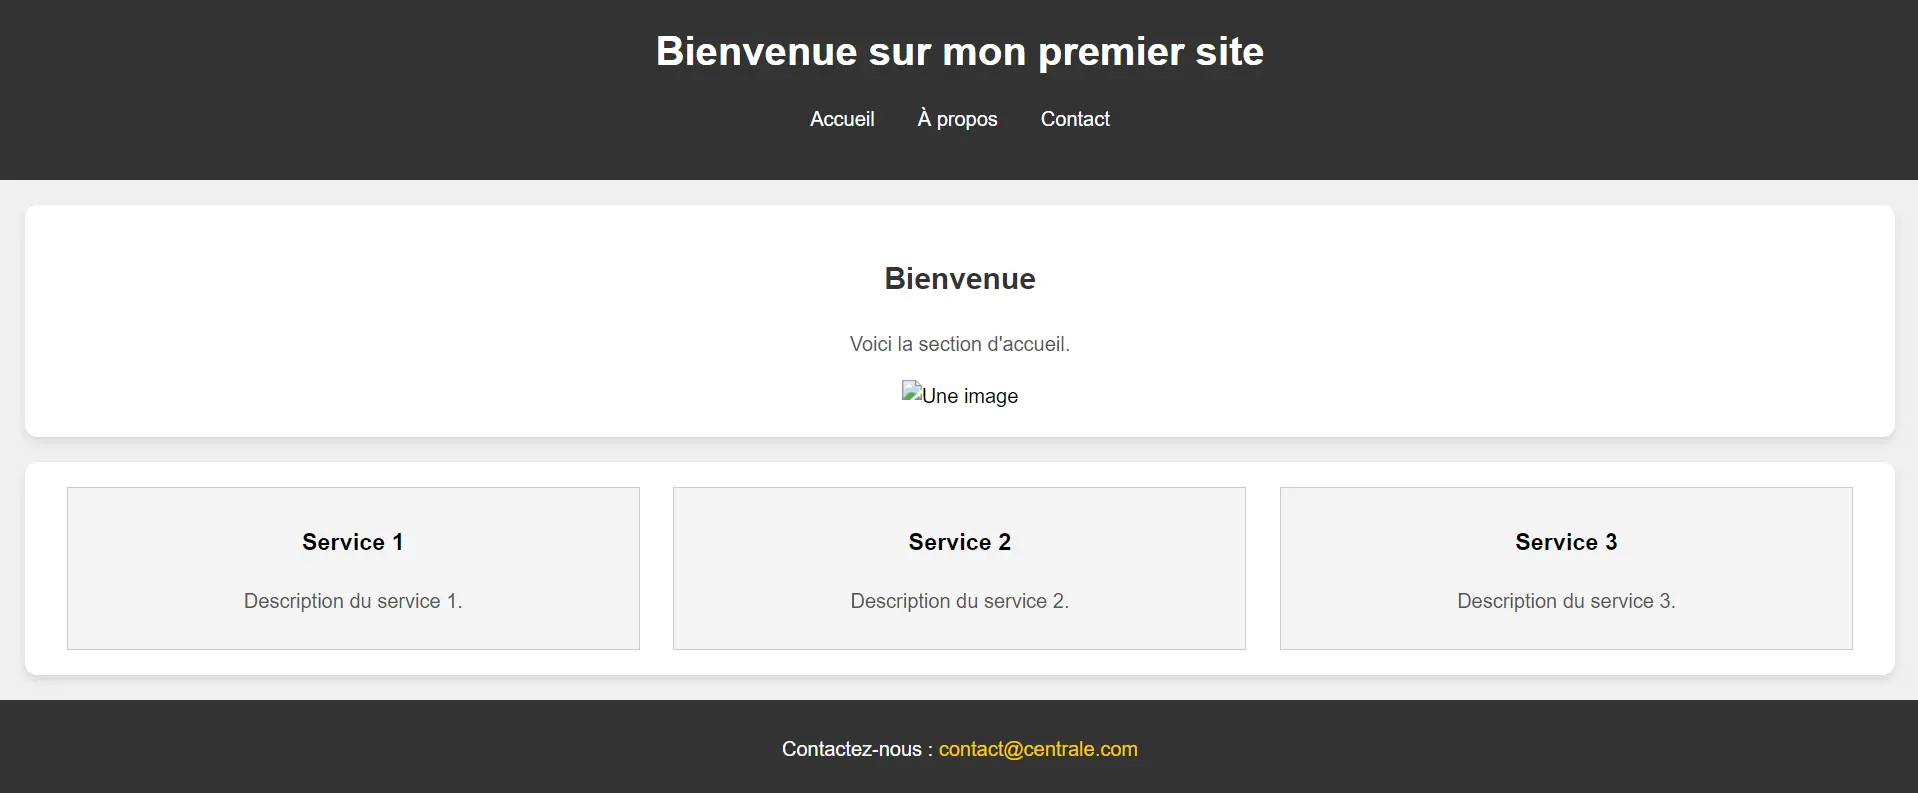 Bienvenue sur mon premier site
Accueil À propos Contact
Bienvenue
Voici la section d'accueil.
Une image
Service 1
Description du service 1.
Service 2
Description du service 2.
Service 3
Description du service 3.
Contactez-nous : contact@centrale.com